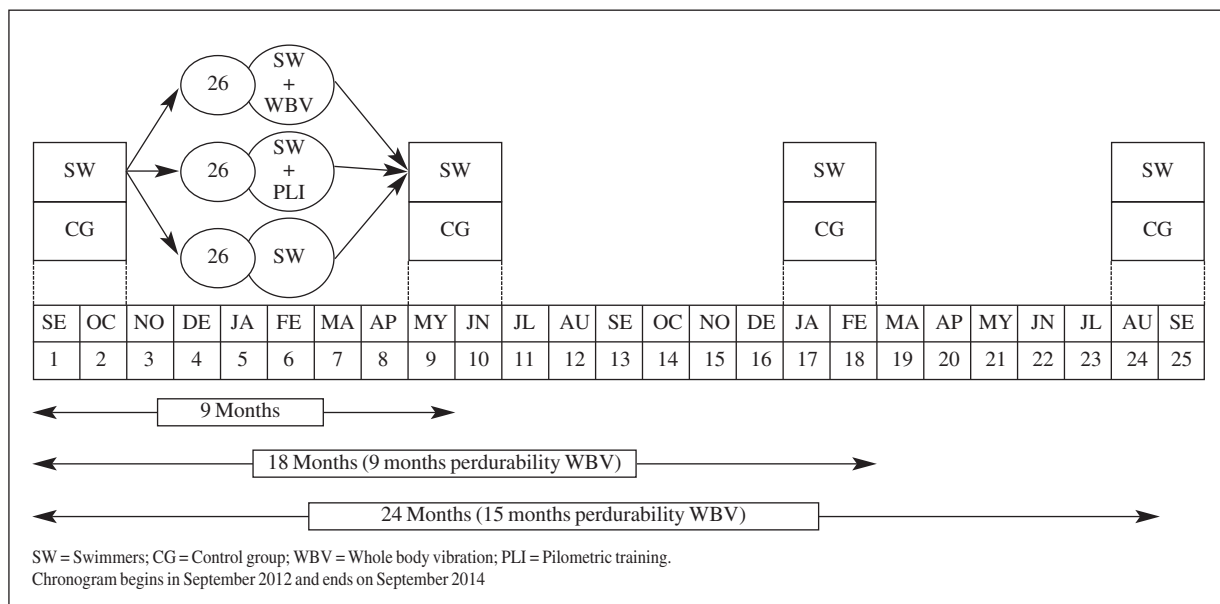 SW
+
WBV
26
SW
+
PLI
26
SW
26
SW
CG
SW
CG
SW
CG
SW
CG
SE OC NO DE JA FE MA AP MY JN JL AU SE OC NO DE JA FE MA AP MY JN JL AU SE
1 2 3 4 5 6 7 8 9 10 11 12 13 14 15 16 17 18 19 20 21 22 23 24 25
9 Months
18 Months (9 months perdurability WBV)
24 Months (15 months perdurability WBV)
SW = Swimmers; CG = Control group; WBV = Whole body vibration; PLI = Pilometric training.
Chronogram begins in September 2012 and ends on September 2014